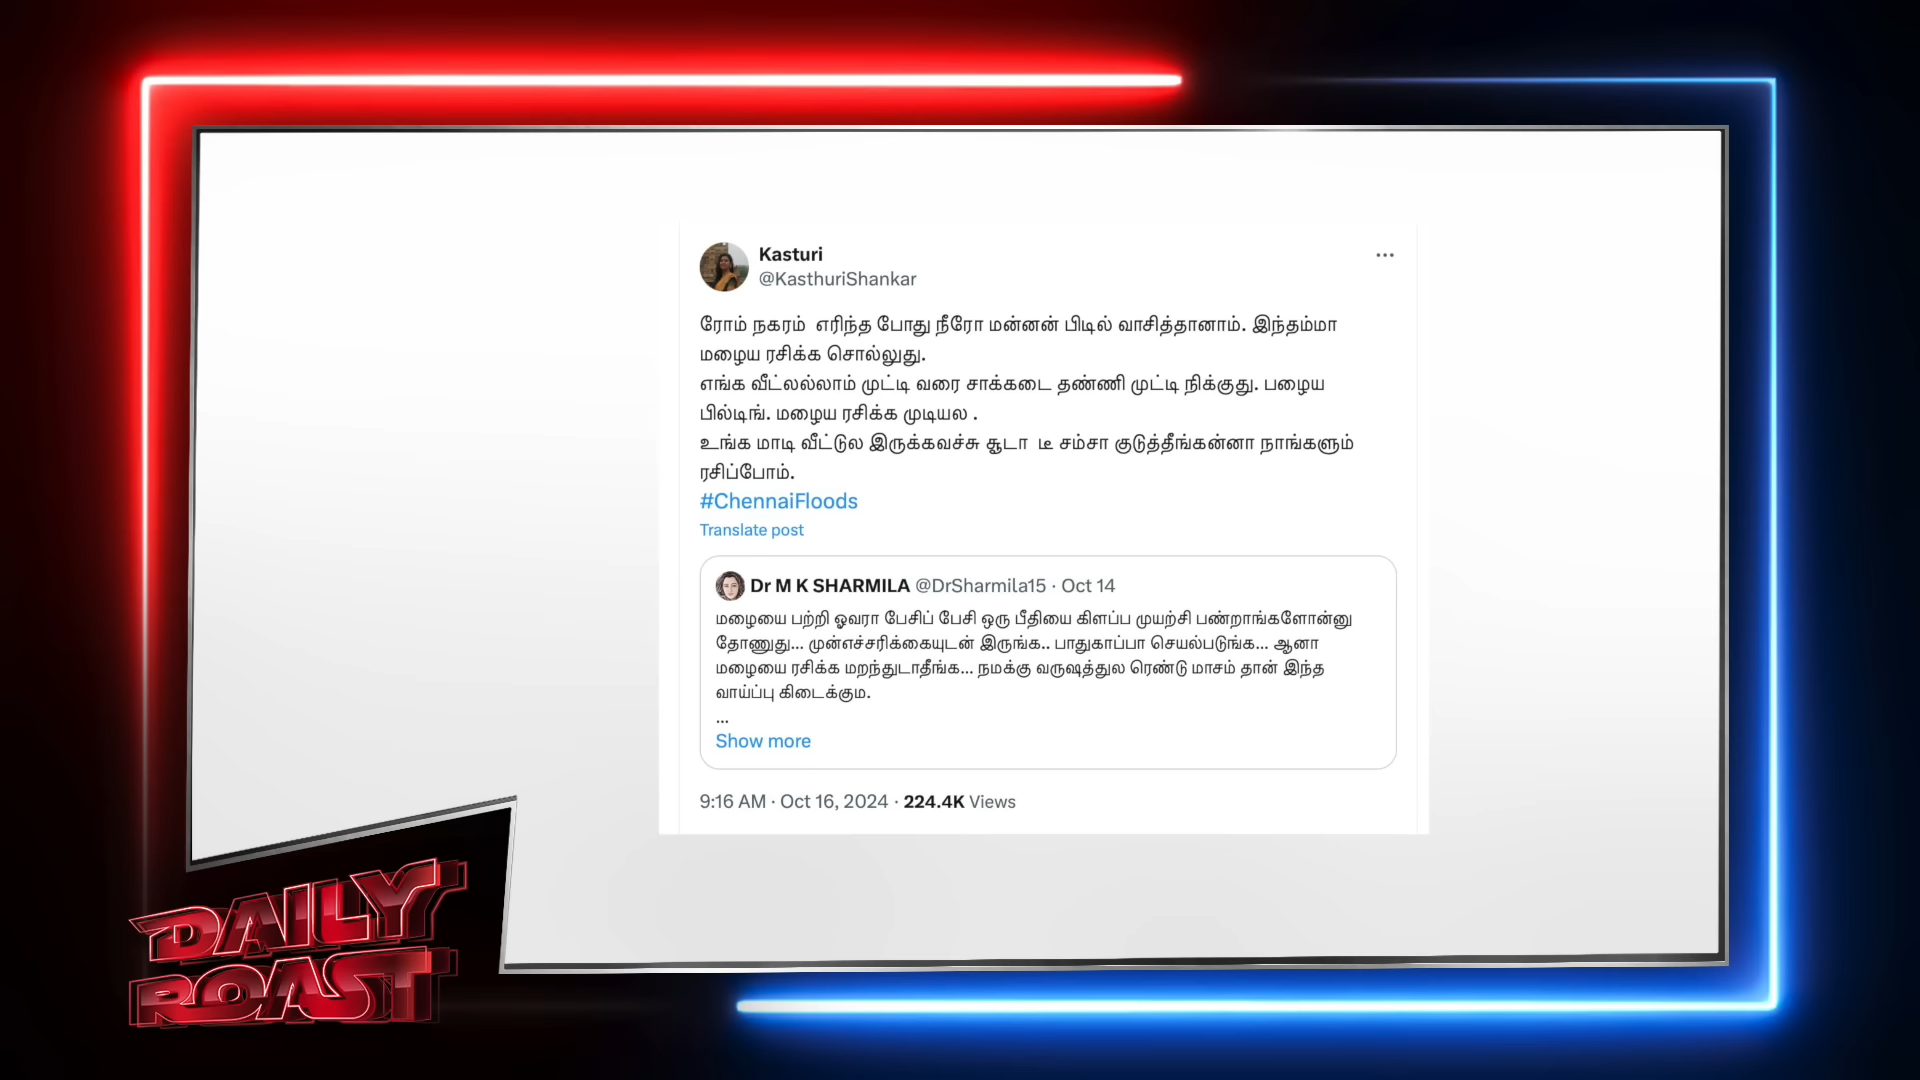 Kasturi
@KasthuriShankar
ரோம் நகரம் எரிந்த போது நீரோ மன்னன் பிடில் வாசித்தானாம். இந்தம்மா
மழைய ரசிக்க சொல்லுது.
எங்க வீட்லல்லாம் முட்டி வரை சாக்கடை தண்ணி முட்டி நிக்குது. பழைய
பில்டிங். மழைய ரசிக்க முடியல .
உங்க மாடி வீட்டுல இருக்கவச்சு சூடா டீ சம்சா குடுத்தீங்கன்னா நாங்களும்
ரசிப்போம்.
#ChennaiFloods
Translate post
Dr M K SHARMILA @DrSharmila15 · Oct 14
மழையை பற்றி ஓவரா பேசிப் பேசி ஒரு பீதியை கிளப்ப முயற்சி பண்றாங்களோன்னு
தோணுது... முன்எச்சரிக்கையுடன் இருங்க.. பாதுகாப்பா செயல்படுங்க... ஆனா
மழையை ரசிக்க மறந்துடாதீங்க... நமக்கு வருஷத்துல ரெண்டு மாசம் தான் இந்த
வாய்ப்பு கிடைக்கும.
...
Show more
9:16 AM · Oct 16, 2024 · 224.4K Views
DAILY
ROAST